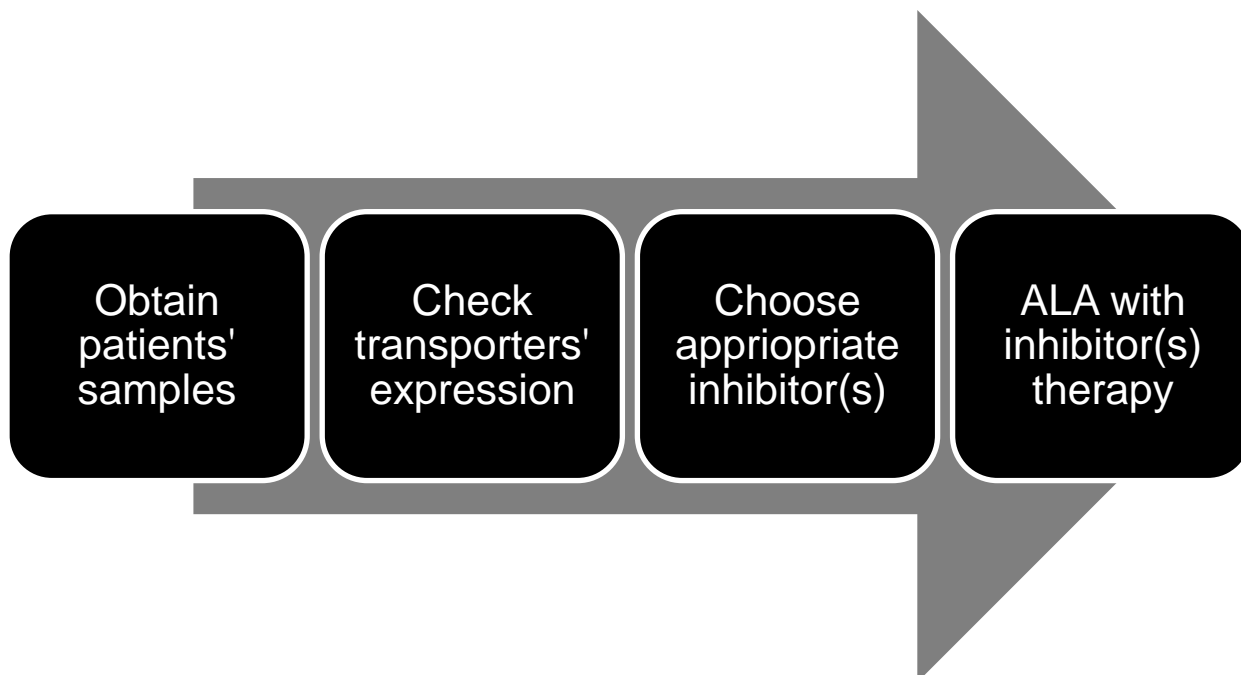 Obtain
patients'
samples
Check
transporters'
expression
Choose
appriopriate
inhibitor(s)
ALA with
inhibitor(s)
therapy